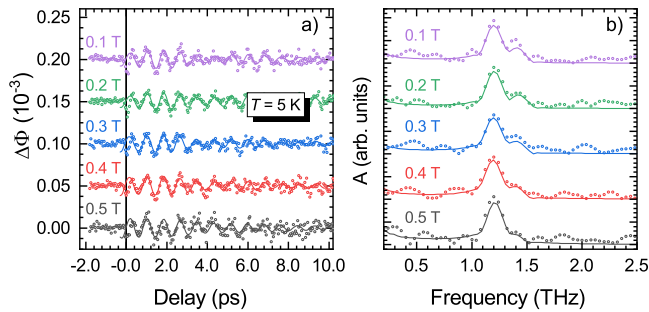 a)
0.25
0.20
0.15
0.10
0.05
0.00
ΔΦ (10⁻³)
0.1 T
0.2 T
0.3 T
0.4 T
0.5 T
T = 5 K
-2.0 -0.0 2.0 4.0 6.0 8.0 10.0
Delay (ps)
b)
A (arb. units)
0.1 T
0.2 T
0.3 T
0.4 T
0.5 T
0.5 1.0 1.5 2.0 2.5
Frequency (THz)